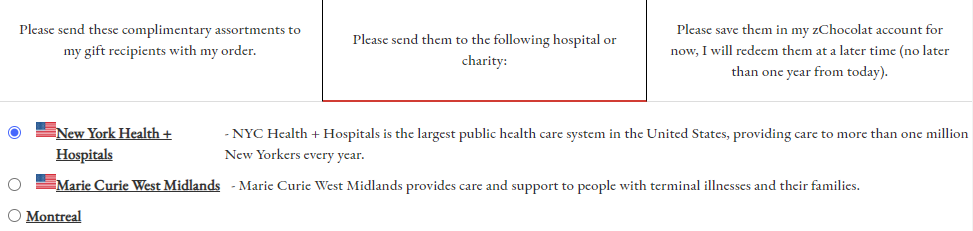 Please send these complimentary assortments to
my gift recipients with my order.
Please send them to the following hospital or
charity:
Please save them in my zChocolat account for
now, I will redeem them at a later time (no later
than one year from today).
New York Health +
Hospitals
- NYC Health + Hospitals is the largest public health care system in the United States, providing care to more than one million
New Yorkers every year.
Marie Curie West Midlands - Marie Curie West Midlands provides care and support to people with terminal illnesses and their families.
Montreal